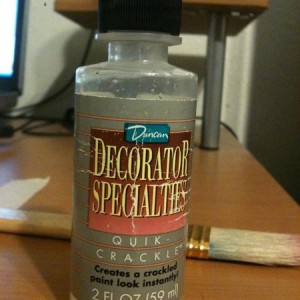 Duncan
DECORATOR
SPECIALTIES
QUIK-
CRACKLE
Creates a crackled
paint look instantly!
2 FL OZ (59 ml)